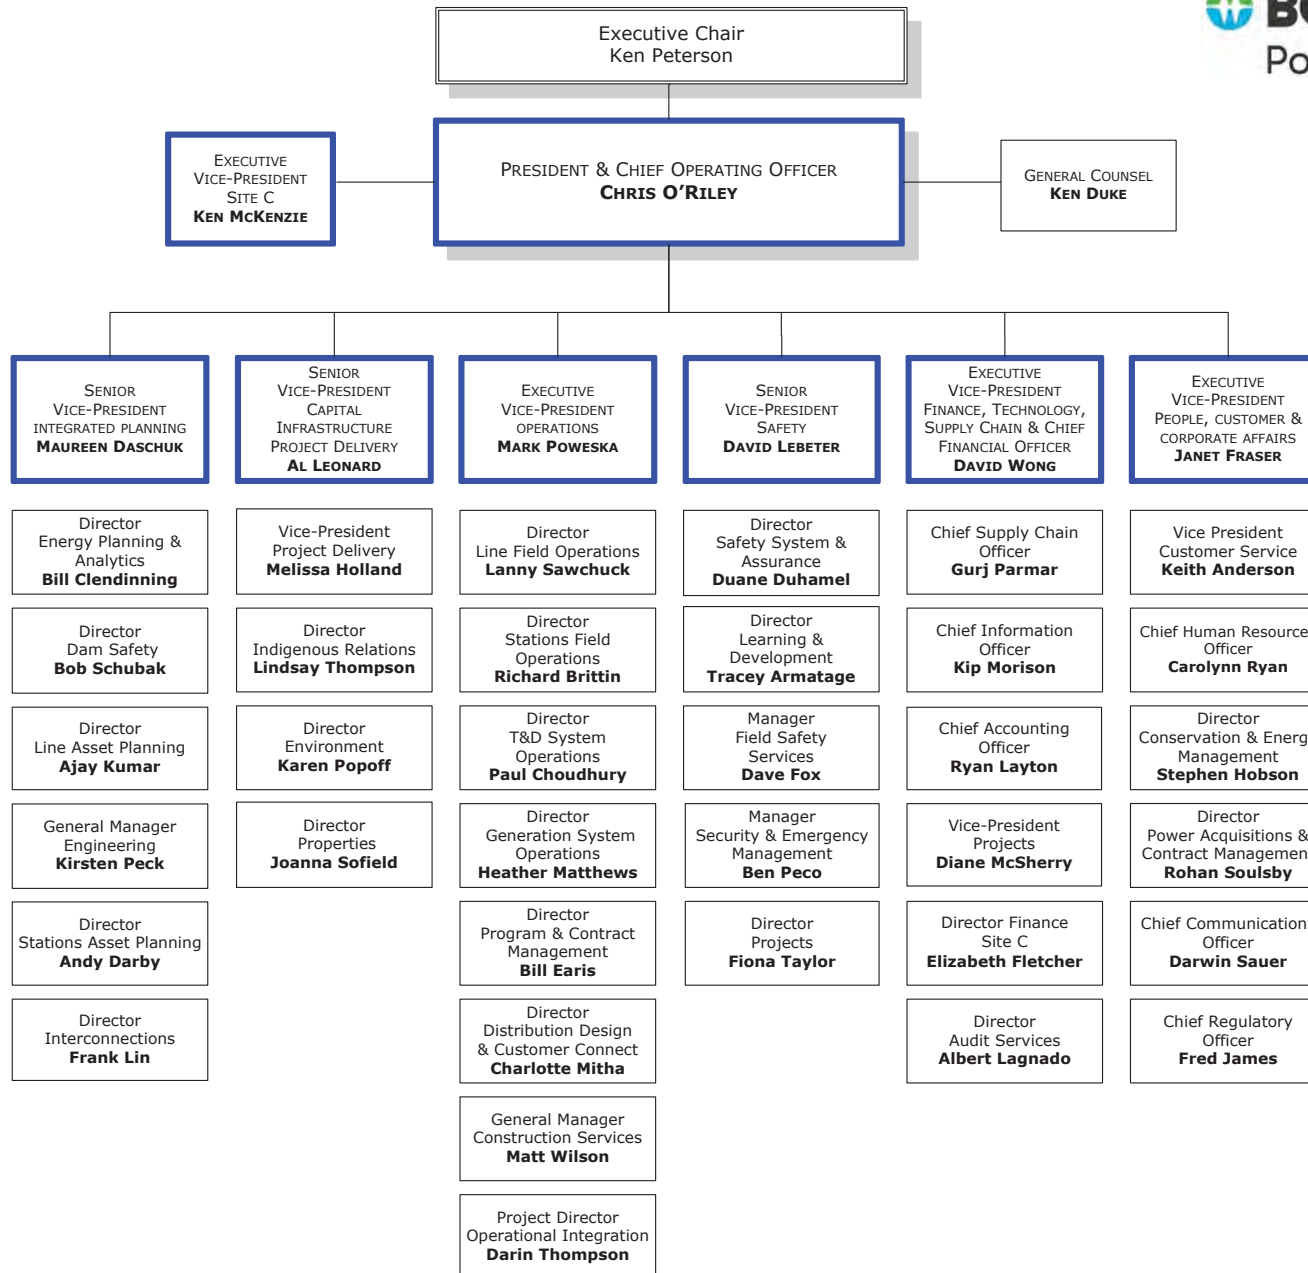 Executive Chair
Ken Peterson
EXECUTIVE
VICE-PRESIDENT
SITE C
KEN MCKENZIE
PRESIDENT & CHIEF OPERATING OFFICER
CHRIS O'RILEY
GENERAL COUNSEL
KEN DUKE
SENIOR
VICE-PRESIDENT
INTEGRATED PLANNING
MAUREEN DASCHUK
SENIOR
VICE-PRESIDENT
CAPITAL
INFRASTRUCTURE
PROJECT DELIVERY
AL LEONARD
EXECUTIVE
VICE-PRESIDENT
OPERATIONS
MARK POWESKA
SENIOR
VICE-PRESIDENT
SAFETY
DAVID LEBETER
EXECUTIVE
VICE-PRESIDENT
FINANCE, TECHNOLOGY,
SUPPLY CHAIN & CHIEF
FINANCIAL OFFICER
DAVID WONG
EXECUTIVE
VICE-PRESIDENT
PEOPLE, CUSTOMER &
CORPORATE AFFAIRS
JANET FRASER
Director
Energy Planning &
Analytics
Bill Clendinning
Director
Dam Safety
Bob Schubak
Director
Line Asset Planning
Ajay Kumar
General Manager
Engineering
Kirsten Peck
Director
Stations Asset Planning
Andy Darby
Director
Interconnections
Frank Lin
Vice-President
Project Delivery
Melissa Holland
Director
Indigenous Relations
Lindsay Thompson
Director
Environment
Karen Popoff
Director
Properties
Joanna Sofield
Director
Line Field Operations
Lanny Sawchuck
Director
Stations Field
Operations
Richard Brittin
Director
T&D System
Operations
Paul Choudhury
Director
Generation System
Operations
Heather Matthews
Director
Program & Contract
Management
Bill Earis
Director
Distribution Design
& Customer Connect
Charlotte Mitha
General Manager
Construction Services
Matt Wilson
Project Director
Operational Integration
Darin Thompson
Director
Safety System &
Assurance
Duane Duhamel
Director
Learning &
Development
Tracey Armatage
Manager
Field Safety
Services
Dave Fox
Manager
Security & Emergency
Management
Ben Peco
Director
Projects
Fiona Taylor
Chief Supply Chain
Officer
Gurj Parmar
Chief Information
Officer
Kip Morison
Chief Accounting
Officer
Ryan Layton
Vice-President
Projects
Diane McSherry
Director Finance
Site C
Elizabeth Fletcher
Director
Audit Services
Albert Lagnado
Vice President
Customer Service
Keith Anderson
Chief Human Resource
Officer
Carolynn Ryan
Director
Conservation & Energ
Management
Stephen Hobson
Director
Power Acquisitions &
Contract Managemen
Rohan Soulsby
Chief Communication
Officer
Darwin Sauer
Chief Regulatory
Officer
Fred James